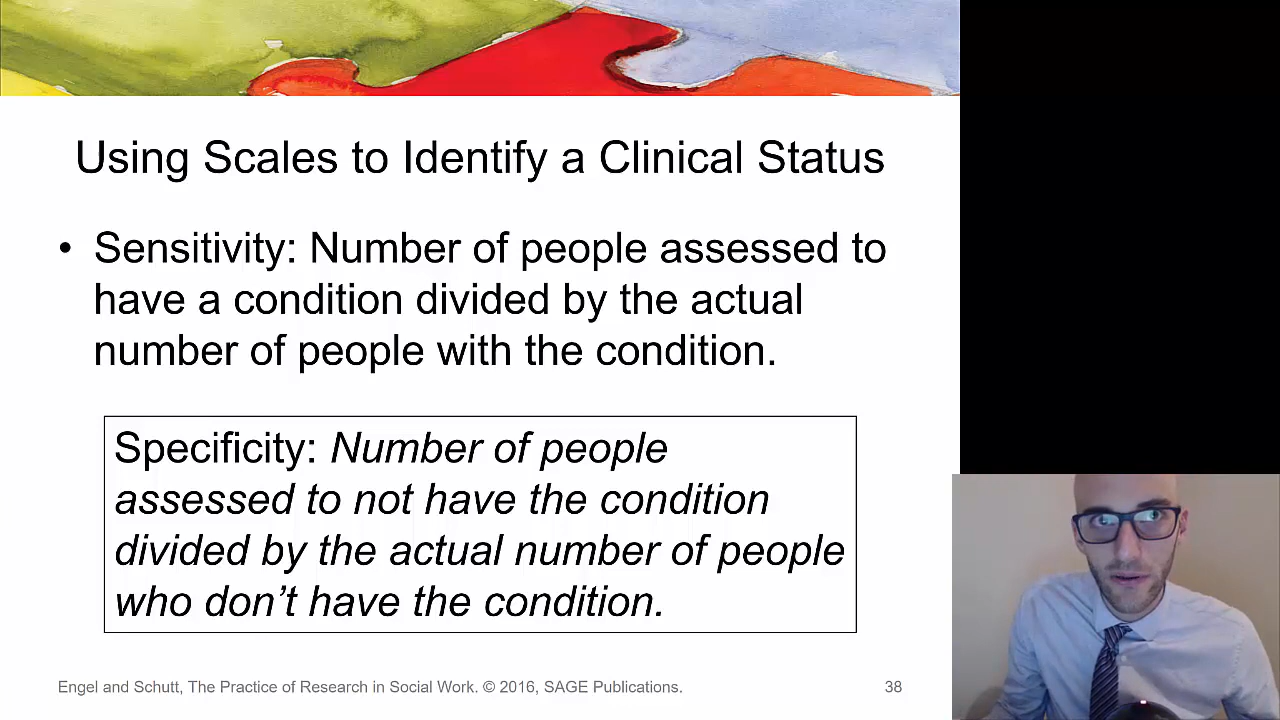 Using Scales to Identify a Clinical Status
• Sensitivity: Number of people assessed to
have a condition divided by the actual
number of people with the condition.
Specificity: Number of people
assessed to not have the condition
divided by the actual number of people
who don’t have the condition.
Engel and Schutt, The Practice of Research in Social Work. © 2016, SAGE Publications.
38